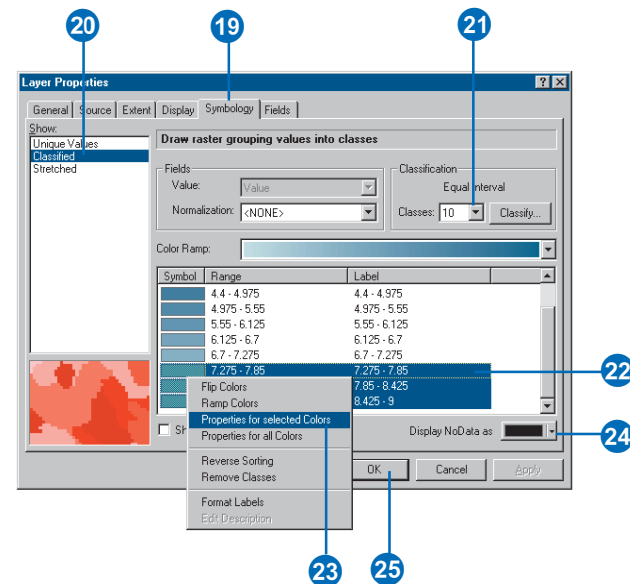 20 19 21
Layer Properties
General Source Extent Display Symbology Fields
Show:
Unique Values
Classified
Stretched
Draw raster grouping values into classes
Fields
Value: Value
Normalization: <NONE>
Classification
Equal Interval
Classes: 10 Classify...
Color Ramp:
Symbol Range Label
4.4 - 4.975 4.4 - 4.975
4.975 - 5.55 4.975 - 5.55
5.55 - 6.125 5.55 - 6.125
6.125 - 6.7 6.125 - 6.7
6.7 - 7.275 6.7 - 7.275
7.275 - 7.85 7.275 - 7.85
7.85 - 8.425
8.425 - 9
22
Flip Colors
Ramp Colors
Properties for selected Colors
Properties for all Colors
Reverse Sorting
Remove Classes
Format Labels
Edit Description
Display NoData as
24
OK Cancel Apply
23 25